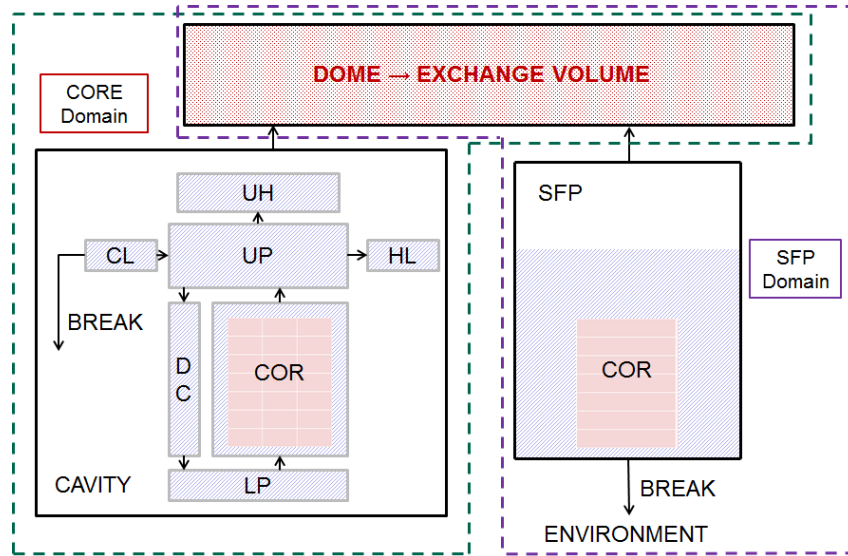 DOME → EXCHANGE VOLUME
CORE
Domain
UH
SFP
CL
UP
HL
SFP
Domain
BREAK
D
C
COR
COR
CAVITY
LP
BREAK
ENVIRONMENT